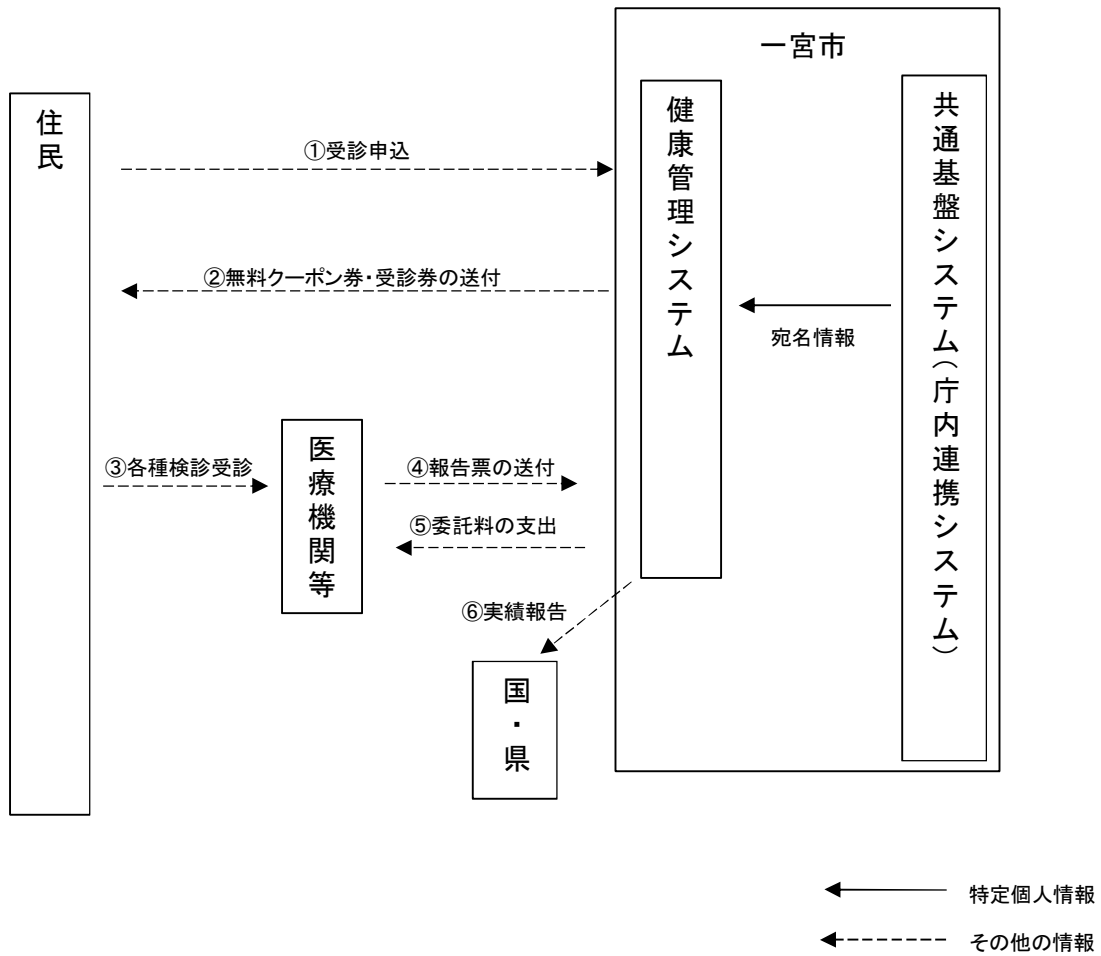 一宮市
住民
健康管理システム
共通基盤システム(庁内連携システム)
①受診申込
②無料クーポン券・受診券の送付
宛名情報
医療機関等
③各種検診受診
④報告票の送付
⑤委託料の支出
⑥実績報告
国・県
特定個人情報
その他の情報